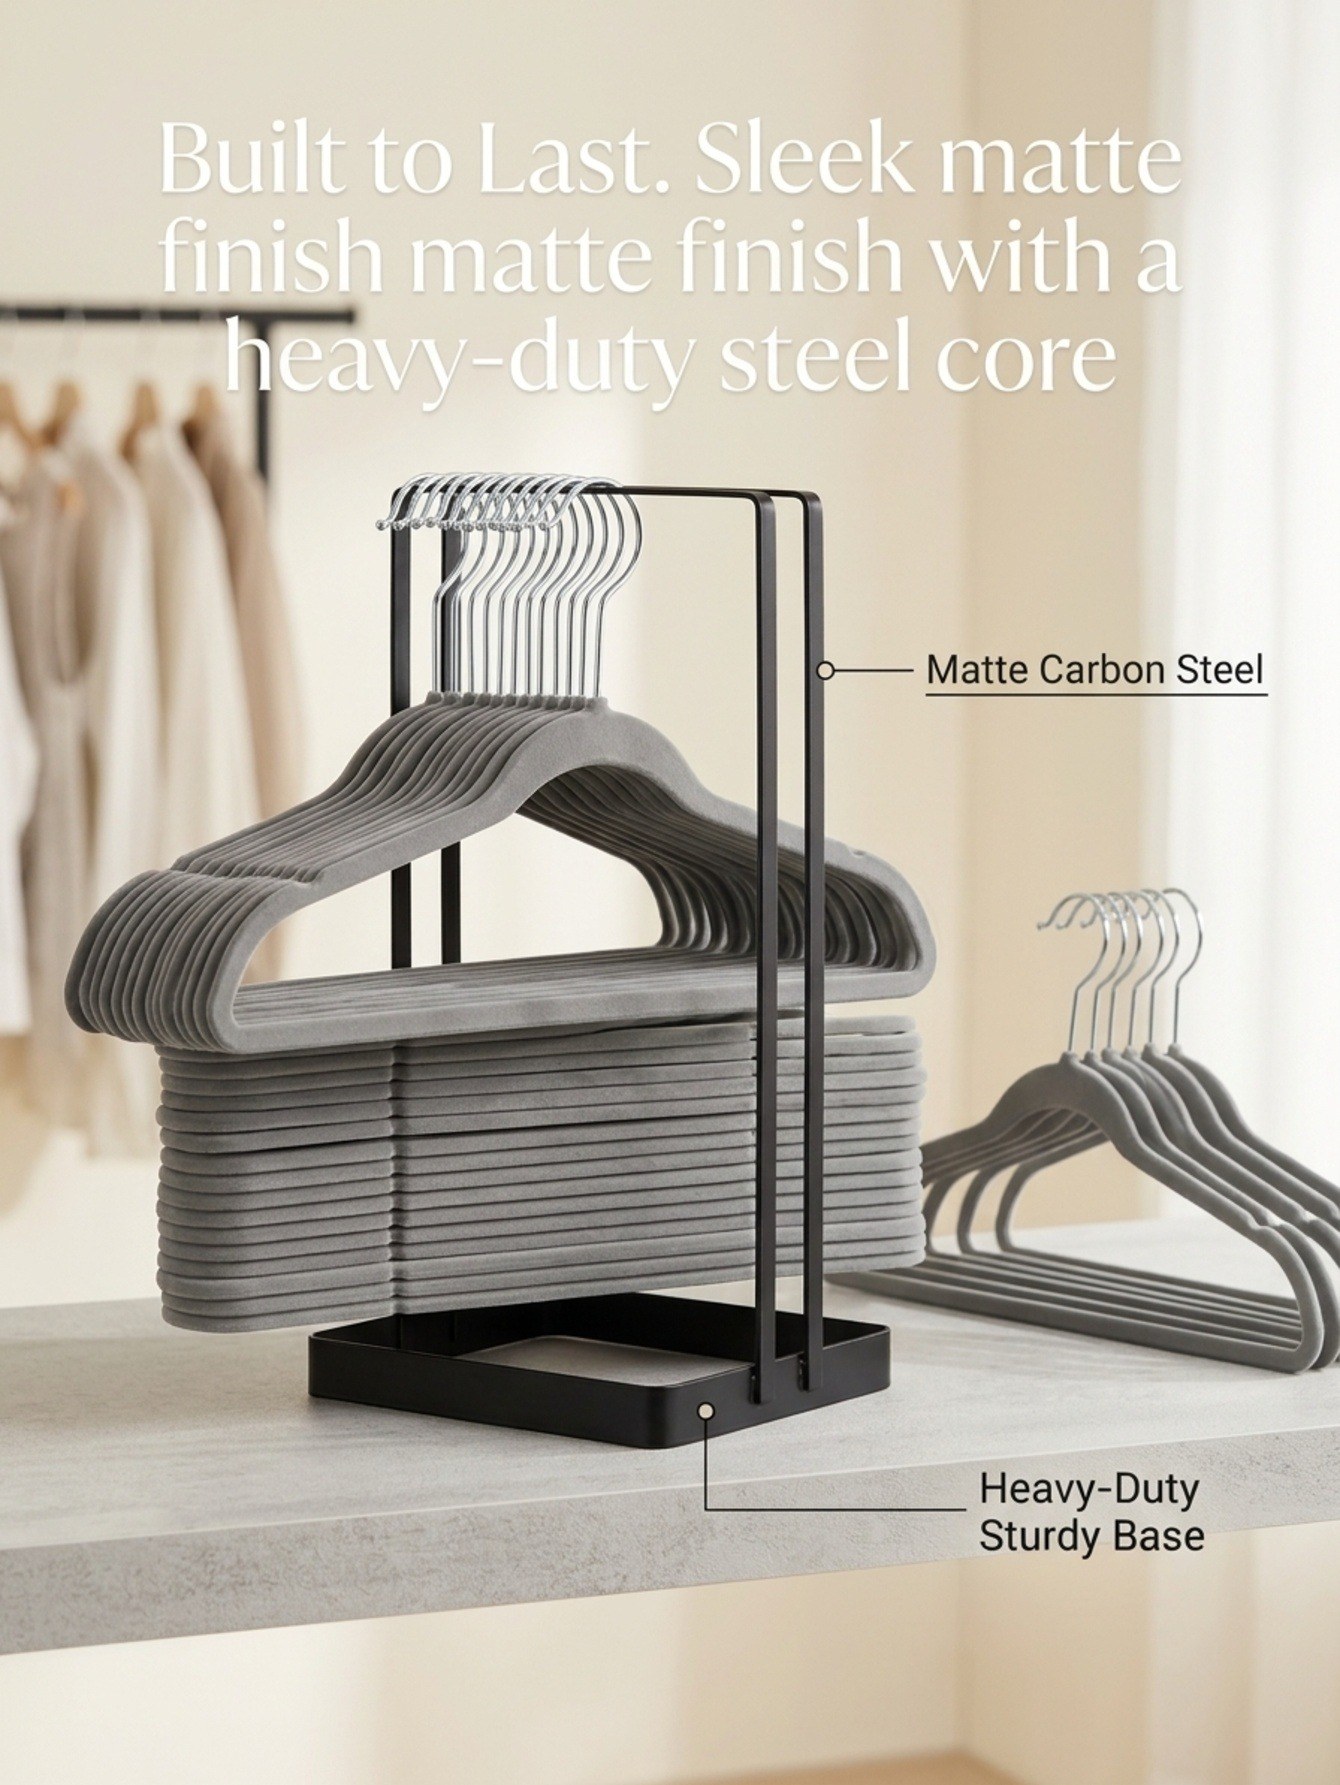 Built to Last. Sleek matte
finish matte finish with a
heavy-duty steel core
Matte Carbon Steel
Heavy-Duty
Sturdy Base